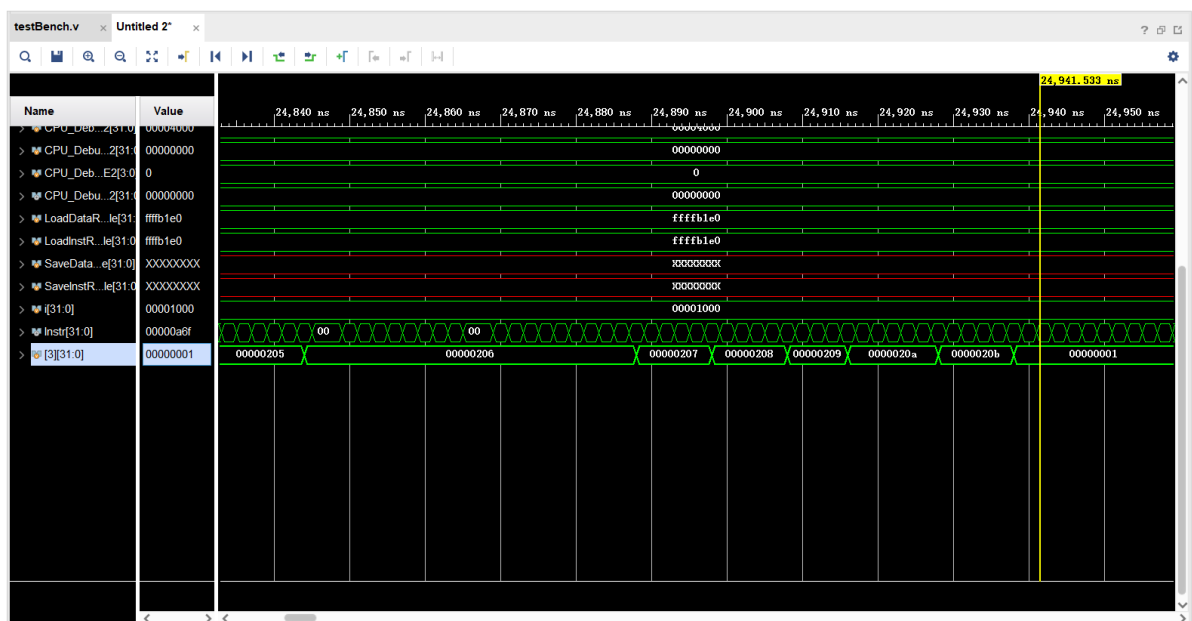 testBench.v × Untitled 2* ×
24,941.533 ns
Name Value 24,840 ns 24,850 ns 24,860 ns 24,870 ns 24,880 ns 24,890 ns 24,900 ns 24,910 ns 24,920 ns 24,930 ns 24,940 ns 24,950 ns
CPU_Deb...2[31:0] 00004000 00004000
CPU_Debu...2[31:( 00000000 00000000
CPU_Deb...E2[3:0 0 0
CPU_Debu...2[31:( 00000000 00000000
LoadDataR...le[31: ffffb1e0 ffffb1e0
LoadInstR...le[31:0 ffffb1e0 ffffb1e0
SaveData...e[31:0] XXXXXXXX XXXXXXXX
SaveInstR...le[31:0 XXXXXXXX XXXXXXXX
i[31:0] 00001000 00001000
Instr[31:0] 00000a6f 00 00
[3][31:0] 00000001 00000205 00000206 00000207 00000208 00000209 0000020a 0000020b 00000001